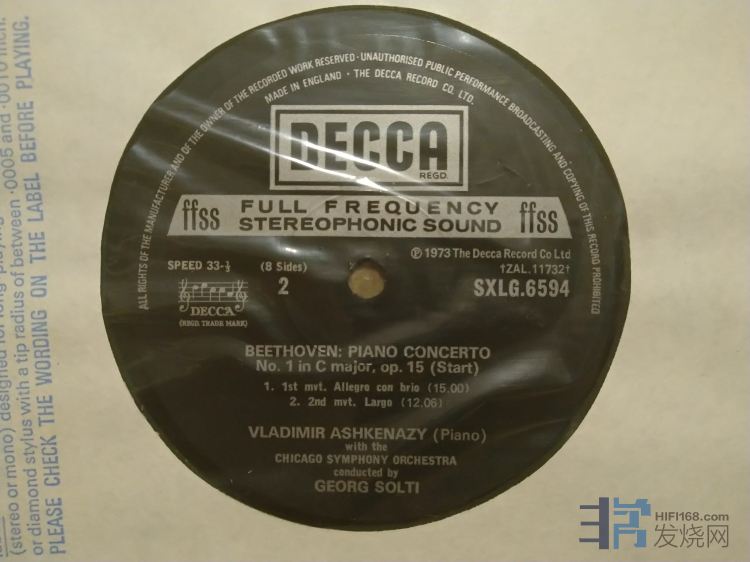 ALL RIGHTS OF THE MANUFACTURER AND OF THE OWNER OF THE RECORDED WORK RESERVED · UNAUTHORISED PUBLIC PERFORMANCE BROADCASTING AND COPYING OF THIS RECORD PROHIBITED
MADE IN ENGLAND · THE DECCA RECORD CO. LTD.
DECCA
REGD.
ffss FULL FREQUENCY ffss
STEREOPHONIC SOUND
℗ 1973 The Decca Record Co Ltd
SPEED 33-⅓ (8 Sides)
†ZAL.11732†
2
SXLG.6594
DECCA
(REGD. TRADE MARK)
BEETHOVEN: PIANO CONCERTO
No. 1 in C major, op. 15 (Start)
1. 1st mvt. Allegro con brio (15.00)
2. 2nd mvt. Largo (12.06)
VLADIMIR ASHKENAZY (Piano)
with the
CHICAGO SYMPHONY ORCHESTRA
conducted by
GEORG SOLTI
(stereo or mono) designed for long playing
or diamond stylus with a tip radius of between ·0005 and ·0010 inch.
PLEASE CHECK THE WORDING ON THE LABEL BEFORE PLAYING.
HIFI168.com
发烧网